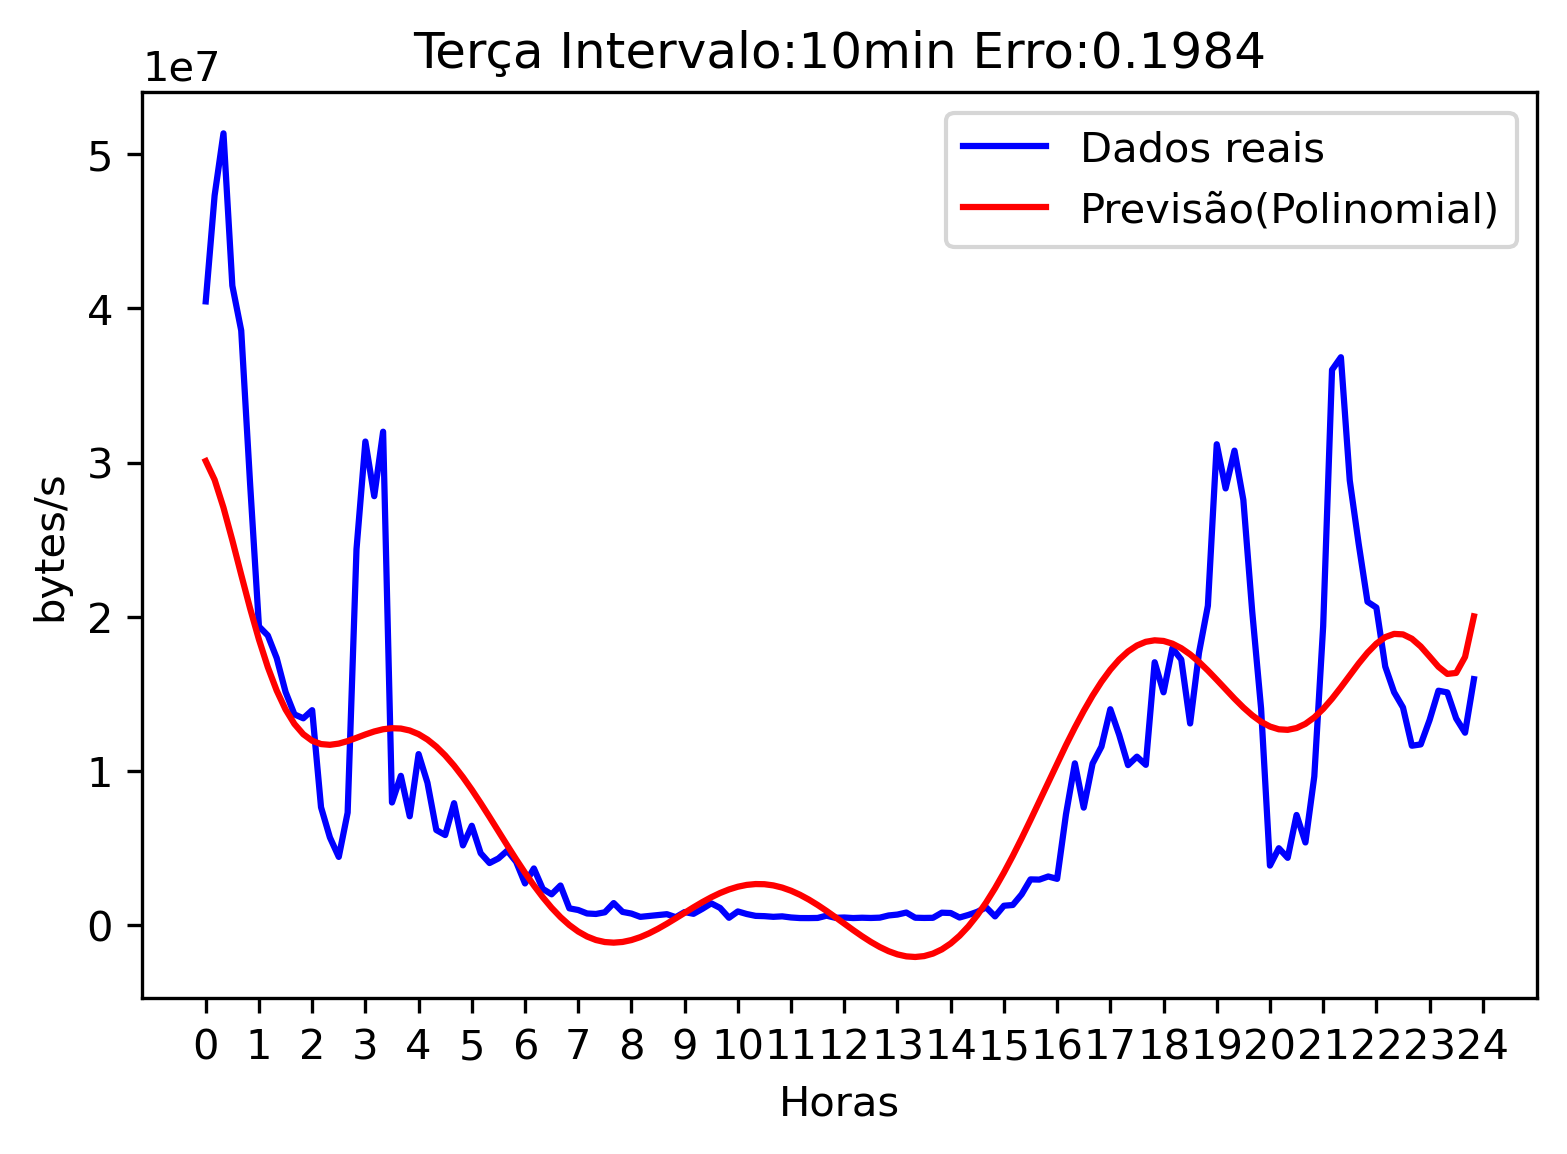 Terça Intervalo:10min Erro:0.1984
1e7
Dados reais
Previsão(Polinomial)
5
4
3
2
1
0
bytes/s
0 1 2 3 4 5 6 7 8 9 10 11 12 13 14 15 16 17 18 19 20 21 22 23 24
Horas